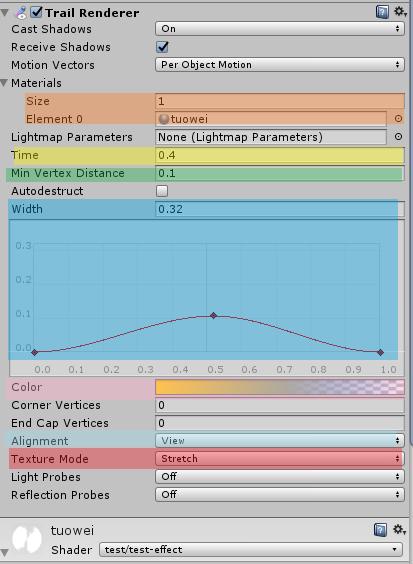 Trail Renderer
Cast Shadows On
Receive Shadows
Motion Vectors Per Object Motion
Materials
Size 1
Element 0 tuowei
Lightmap Parameters None (Lightmap Parameters)
Time 0.4
Min Vertex Distance 0.1
Autodestruct
Width 0.32
0.3
0.2
0.1
0.0
0.0 0.1 0.2 0.3 0.4 0.5 0.6 0.7 0.8 0.9 1.0
Color
Corner Vertices 0
End Cap Vertices 0
Alignment View
Texture Mode Stretch
Light Probes Off
Reflection Probes Off
tuowei
Shader test/test-effect